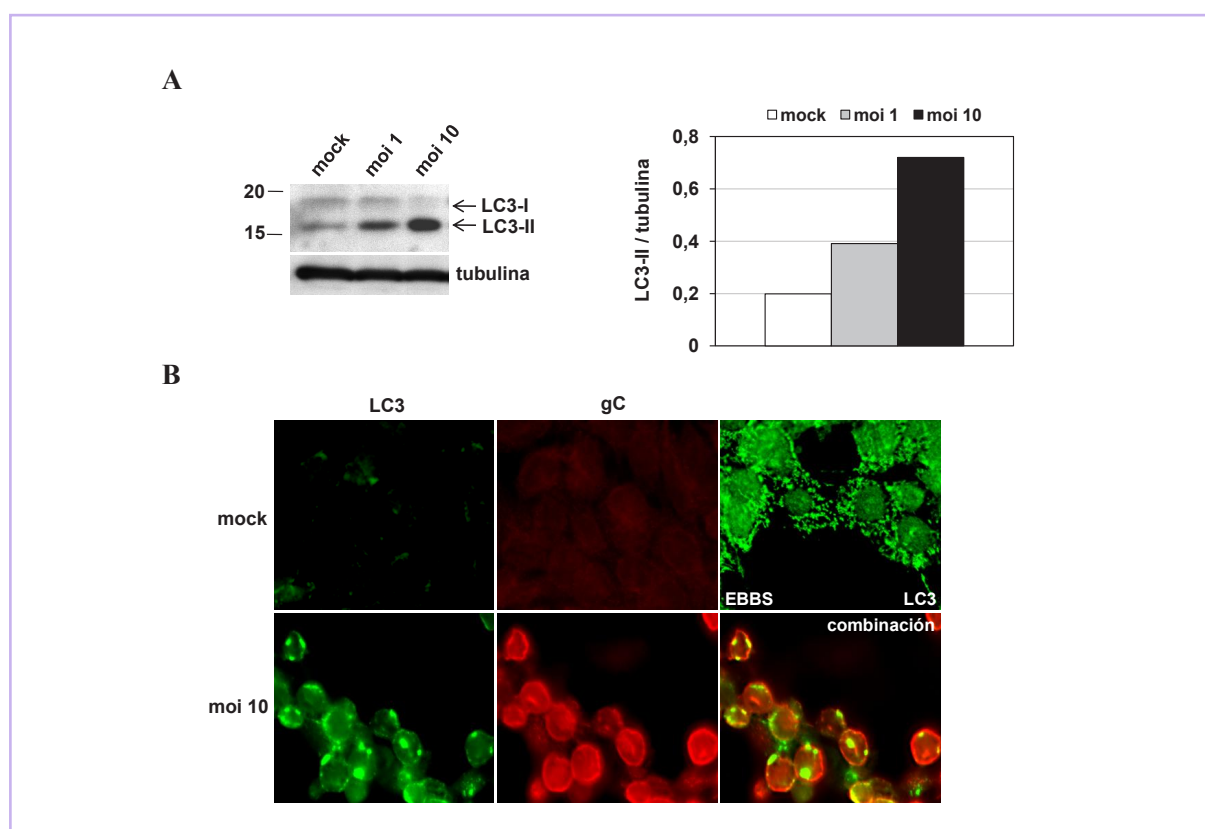 A
mock
moi 1
moi 10
20
15
LC3-I
LC3-II
tubulina
mock moi 1 moi 10
LC3-II / tubulina
0,8
0,6
0,4
0,2
0
B
LC3
gC
mock
EBBS
LC3
moi 10
combinación